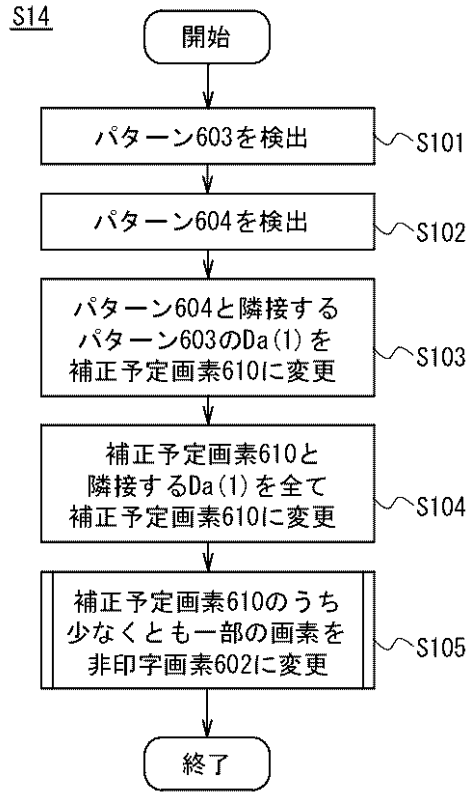 S14
開始
パターン603を検出
S101
パターン604を検出
S102
パターン604と隣接する
パターン603のDa(1)を
補正予定画素610に変更
S103
補正予定画素610と
隣接するDa(1)を全て
補正予定画素610に変更
S104
補正予定画素610のうち
少なくとも一部の画素を
非印字画素602に変更
S105
終了